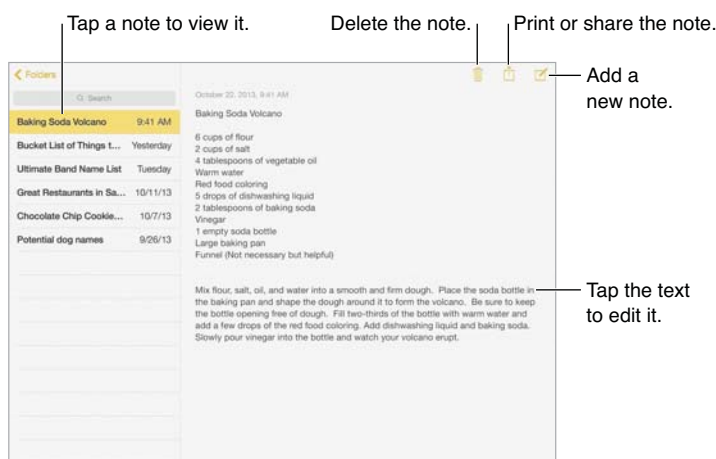 Tap a note to view it.
Delete the note.
Print or share the note.
Add a
new note.
Folders
Search
October 22, 2013, 9:41 AM
Baking Soda Volcano 9:41 AM
Bucket List of Things t... Yesterday
Ultimate Band Name List Tuesday
Great Restaurants in Sa... 10/11/13
Chocolate Chip Cookie... 10/7/13
Potential dog names 9/26/13
Baking Soda Volcano
6 cups of flour
2 cups of salt
4 tablespoons of vegetable oil
Warm water
Red food coloring
5 drops of dishwashing liquid
2 tablespoons of baking soda
Vinegar
1 empty soda bottle
Large baking pan
Funnel (Not necessary but helpful)
Mix flour, salt, oil, and water into a smooth and firm dough. Place the soda bottle in
the baking pan and shape the dough around it to form the volcano. Be sure to keep
the bottle opening free of dough. Fill two-thirds of the bottle with warm water and
add a few drops of the red food coloring. Add dishwashing liquid and baking soda.
Slowly pour vinegar into the bottle and watch your volcano erupt.
Tap the text
to edit it.